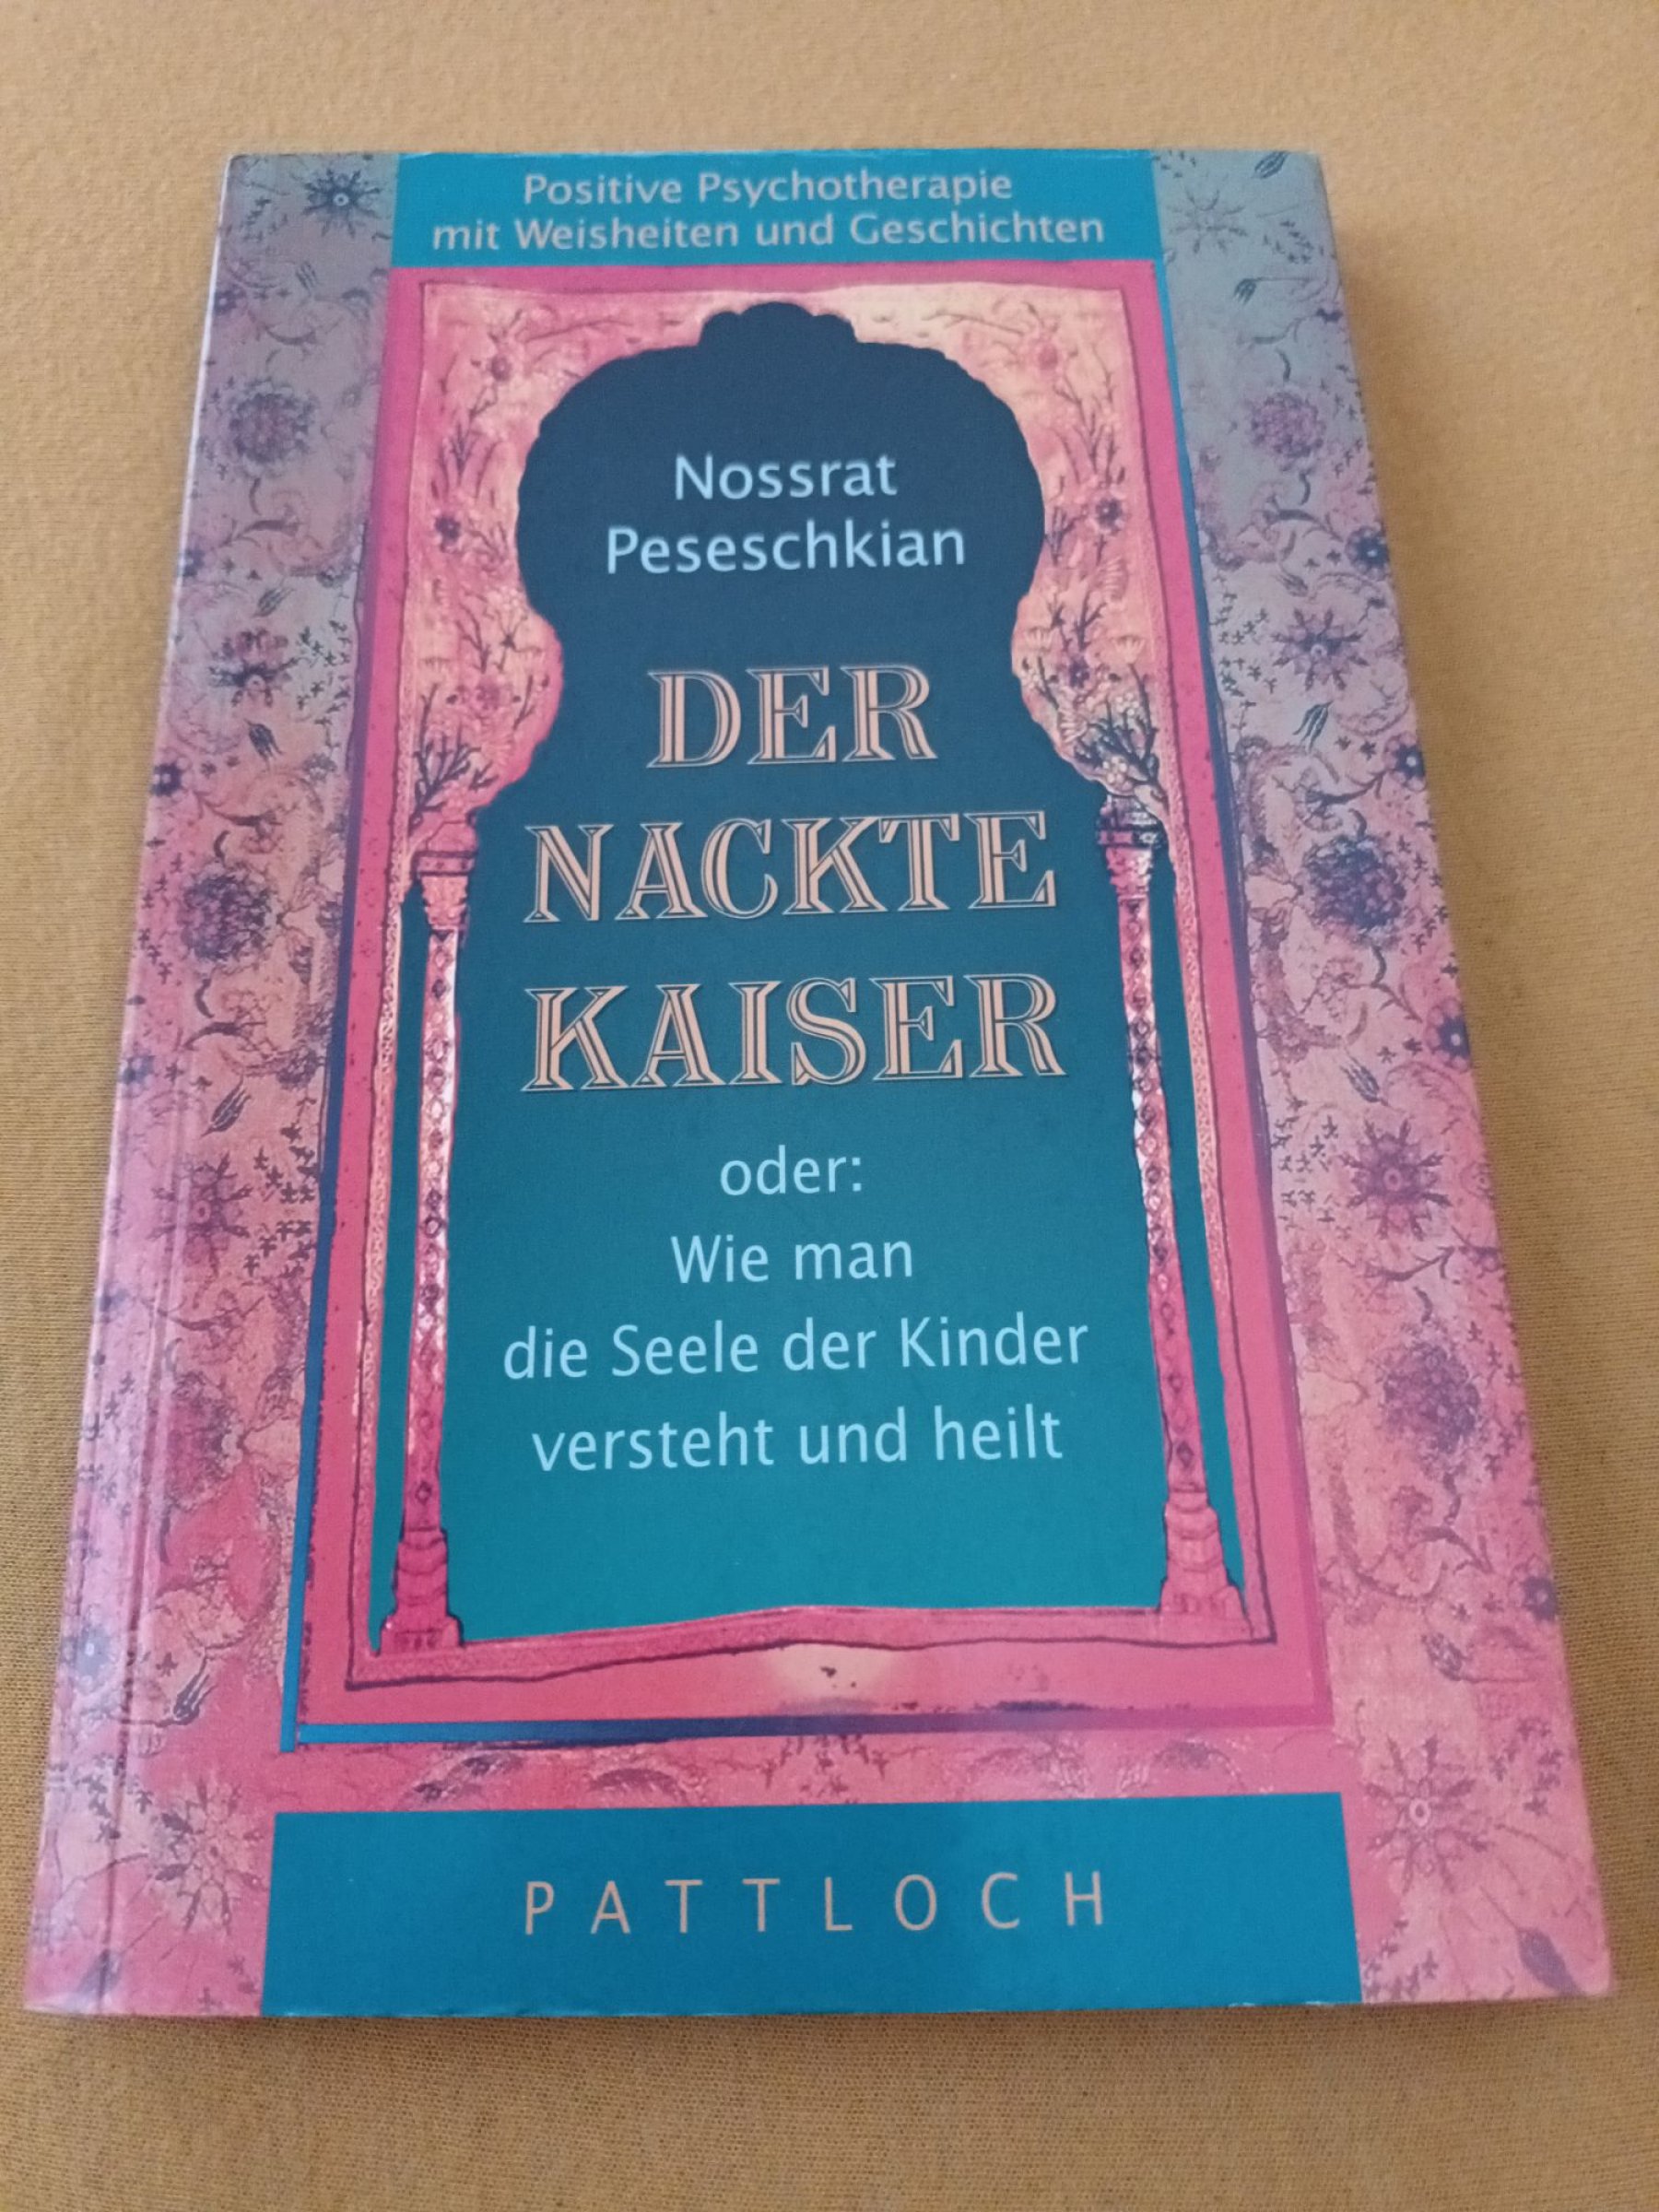 Positive Psychotherapie
mit Weisheiten und Geschichten
Nossrat
Peseschkian
DER
NACKTE
KAISER
oder:
Wie man
die Seele der Kinder
versteht und heilt
PATTLOCH